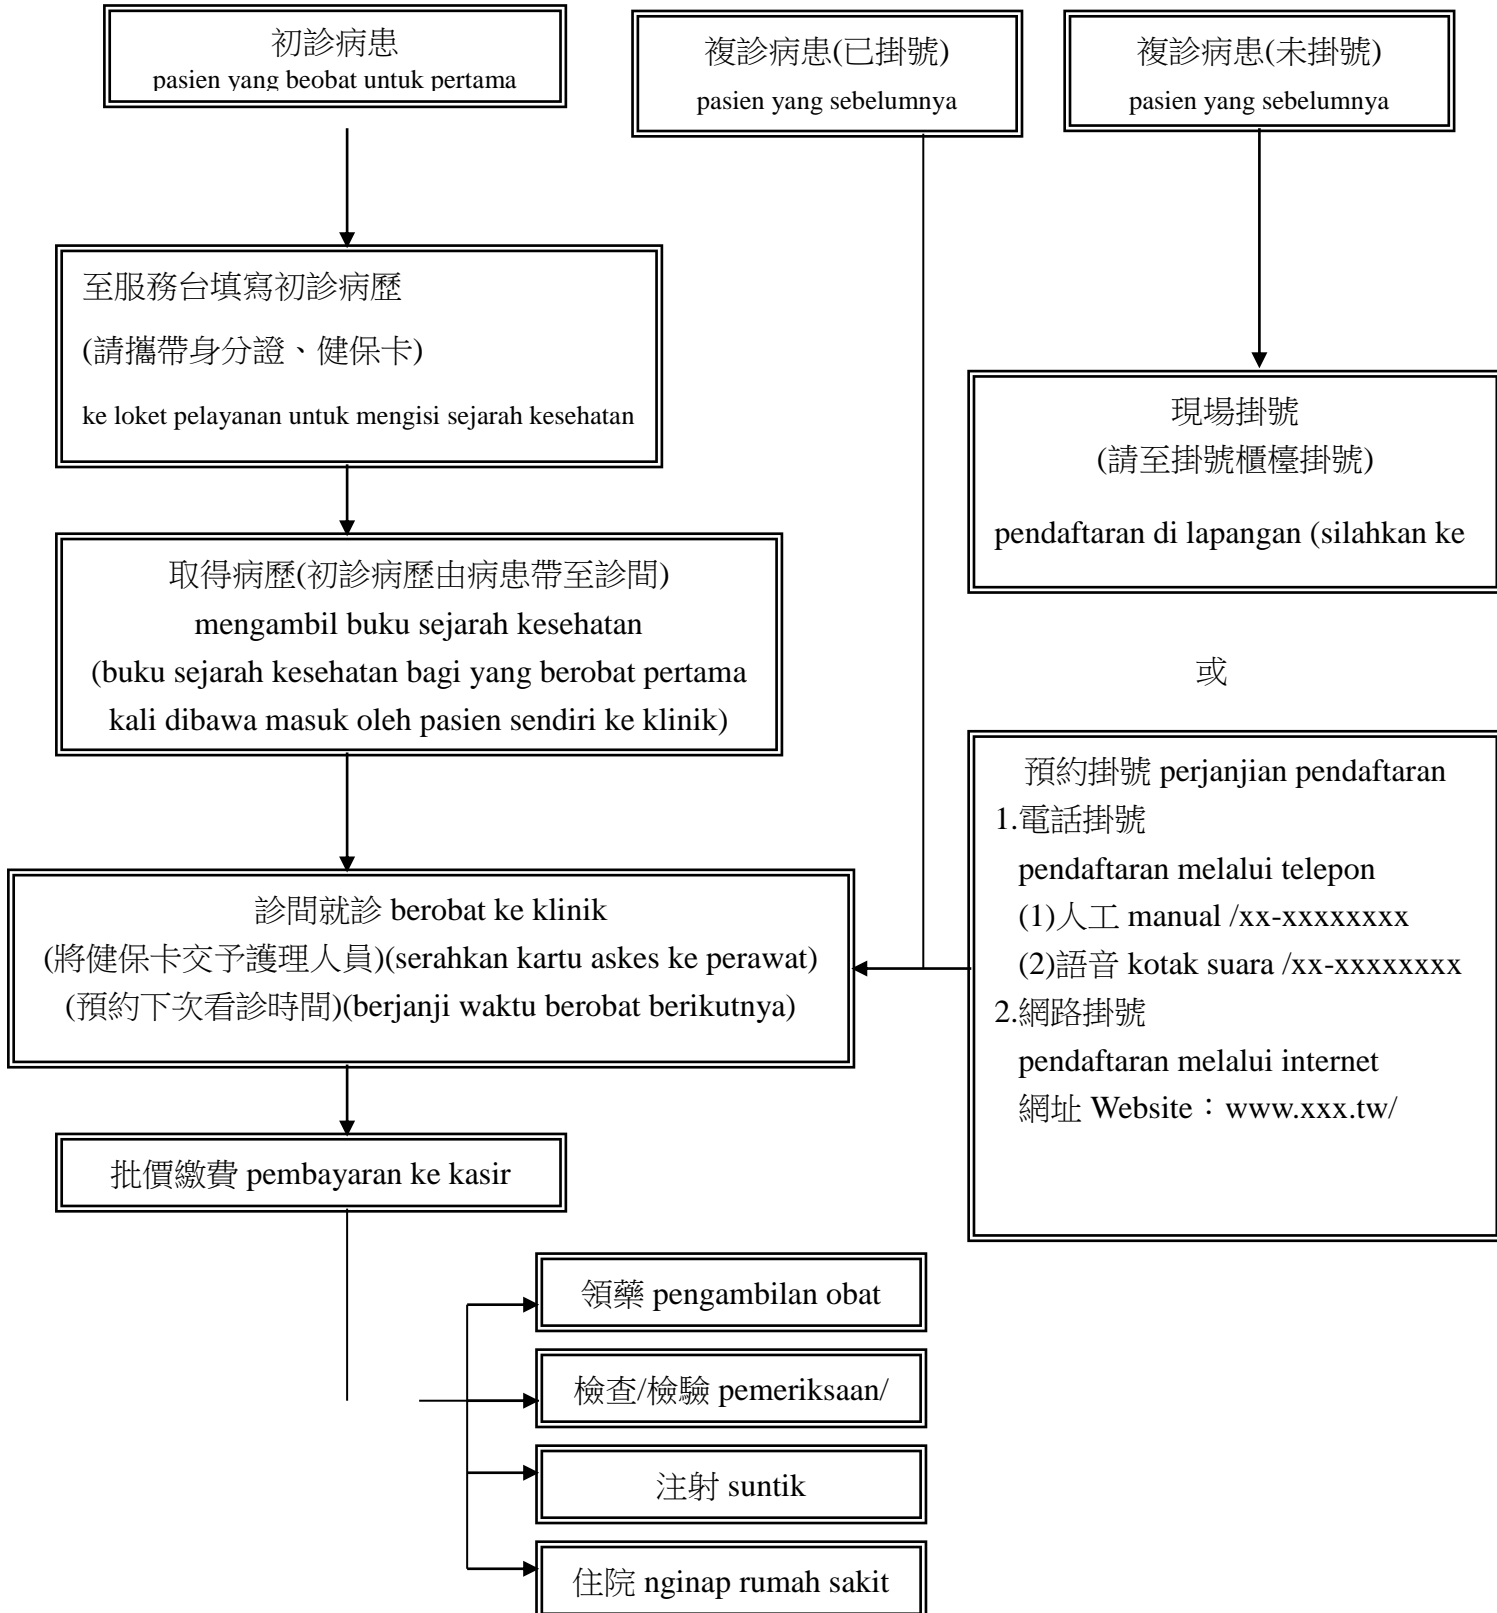 初診病患
pasien yang beobat untuk pertama
複診病患(已掛號)
pasien yang sebelumnya
複診病患(未掛號)
pasien yang sebelumnya
至服務台填寫初診病歷
(請攜帶身分證、健保卡)
ke loket pelayanan untuk mengisi sejarah kesehatan
現場掛號
(請至掛號櫃檯掛號)
pendaftaran di lapangan (silahkan ke
取得病歷(初診病歷由病患帶至診間)
mengambil buku sejarah kesehatan
(buku sejarah kesehatan bagi yang berobat pertama
kali dibawa masuk oleh pasien sendiri ke klinik)
或
預約掛號 perjanjian pendaftaran
1.電話掛號
pendaftaran melalui telepon
(1)人工 manual /xx-xxxxxxxx
(2)語音 kotak suara /xx-xxxxxxxx
2.網路掛號
pendaftaran melalui internet
網址 Website：www.xxx.tw/
診間就診 berobat ke klinik
(將健保卡交予護理人員)(serahkan kartu askes ke perawat)
(預約下次看診時間)(berjanji waktu berobat berikutnya)
批價繳費 pembayaran ke kasir
領藥 pengambilan obat
檢查/檢驗 pemeriksaan/
注射 suntik
住院 nginap rumah sakit